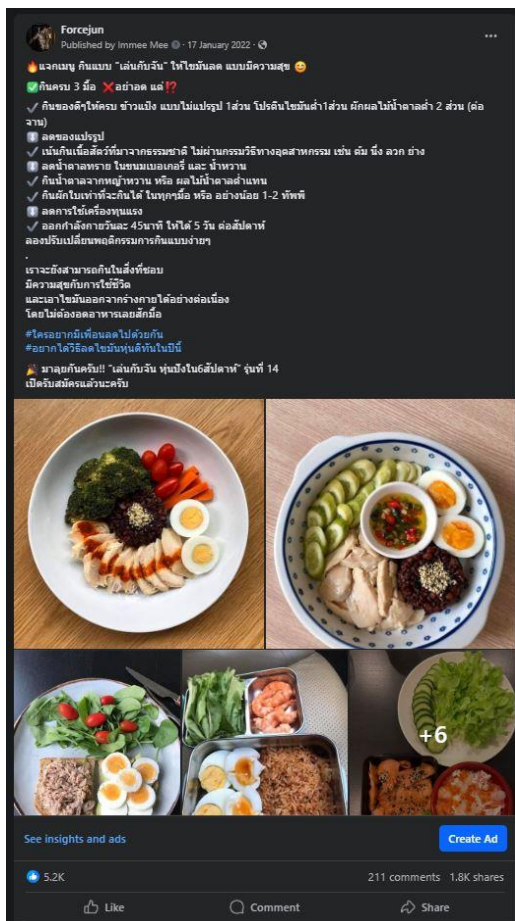 Forcejun
Published by Immee Mee · 17 January 2022 ·
🔥แจกเมนู กินแบบ "เล่นกับจัน" ให้ไขมันลด แบบมีความสุข 😄
✅กินครบ 3 มื้อ ❌อย่าอด แต่⁉️
✓ กินของดีๆให้ครบ ข้าวแป้ง แบบไม่แปรรูป 1ส่วน โปรตีนไขมันต่ำ1ส่วน ผักผลไม้น้ำตาลต่ำ 2 ส่วน (ต่อ
จาน)
⬇️ ลดของแปรรูป
✓ เน้นกินเนื้อสัตว์ที่มาจากธรรมชาติ ไม่ผ่านกรรมวิธีทางอุตสาหกรรม เช่น ต้ม นึ่ง ลวก ย่าง
⬇️ ลดน้ำตาลทราย ในขนมเบอเกอรี่ และ น้ำหวาน
✓ กินน้ำตาลจากหญ้าหวาน หรือ ผลไม้น้ำตาลต่ำแทน
✓ กินผักใบเท่าที่จะกินได้ ในทุกๆมื้อ หรือ อย่างน้อย 1-2 ทัพพี
⬇️ ลดการใช้เครื่องทุนแรง
✓ ออกกำลังกายวันละ 45นาที ให้ได้ 5 วัน ต่อสัปดาห์
ลองปรับเปลี่ยนพฤติกรรมการกินแบบง่ายๆ
.
เราจะยังสามารถกินในสิ่งที่ชอบ
มีความสุขกับการใช้ชีวิต
และเอาไขมันออกจากร่างกายได้อย่างต่อเนื่อง
โดยไม่ต้องอดอาหารเลยสักมื้อ
#ใครอยากมีเพื่อนลดไปด้วยกัน
#อยากได้วิธีลดไขมันหุ่นดีทันในปีนี้
🎉 มาลุยกันครับ!! "เล่นกับจัน หุ่นปังใน6สัปดาห์" รุ่นที่ 14
เปิดรับสมัครแล้วนะครับ
+6
See insights and ads
Create Ad
5.2K
211 comments 1.8K shares
Like
Comment
Share